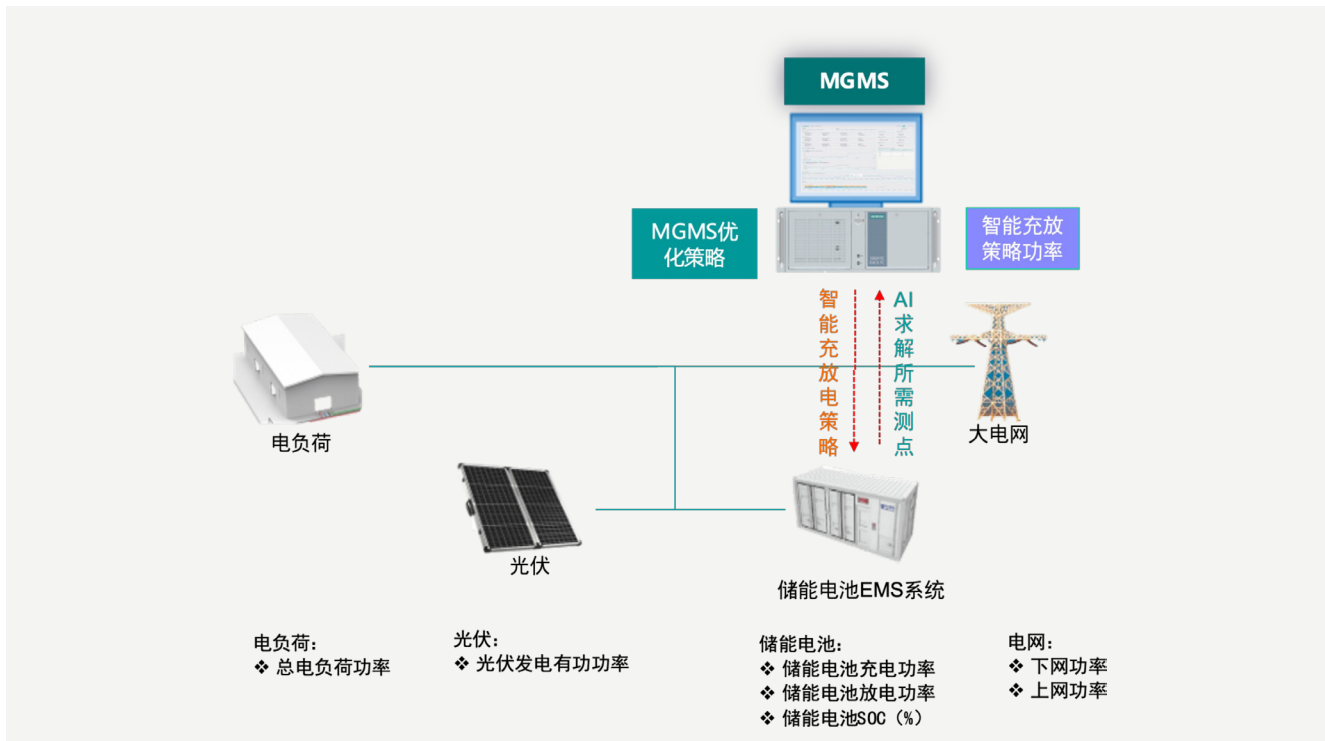 MGMS
MGMS优
化策略
智能充放
策略功率
智能充放电策略
AI求解所需测点
电负荷
大电网
光伏
储能电池EMS系统
电负荷：
❖ 总电负荷功率
光伏：
❖ 光伏发电有功功率
储能电池：
❖ 储能电池充电功率
❖ 储能电池放电功率
❖ 储能电池SOC（%）
电网：
❖ 下网功率
❖ 上网功率